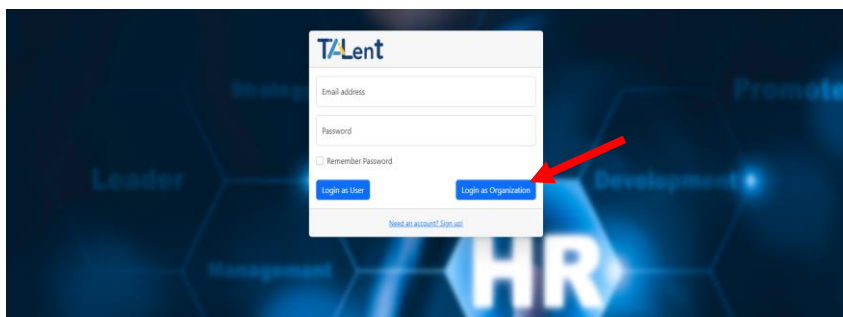 TALent
Email address
Promote
Password
Remember Password
Leader
Development
Login as User
Login as Organization
Need an account? Sign up!
Management
HR